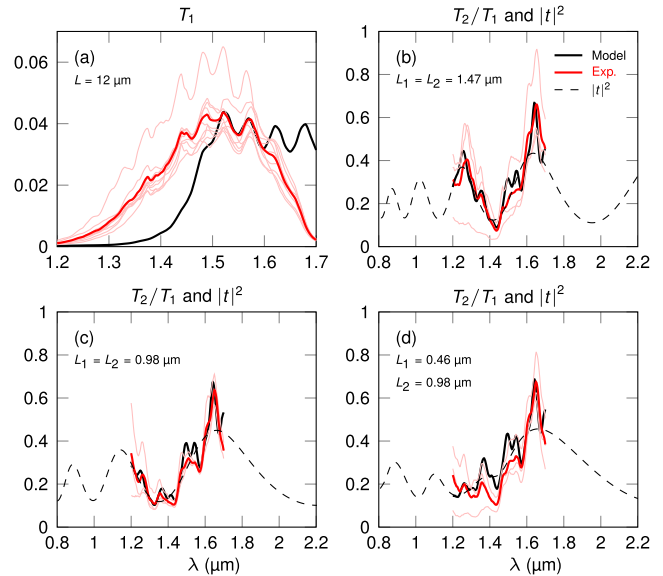 T₁
(a)
L = 12 μm
0.06
0.04
0.02
0
1.2 1.3 1.4 1.5 1.6 1.7
T₂/T₁ and |t|²
(b)
L₁ = L₂ = 1.47 μm
Model
Exp.
|t|²
1
0.8
0.6
0.4
0.2
0
0.8 1 1.2 1.4 1.6 1.8 2 2.2
T₂/T₁ and |t|²
(c)
L₁ = L₂ = 0.98 μm
1
0.8
0.6
0.4
0.2
0
0.8 1 1.2 1.4 1.6 1.8 2 2.2
λ (μm)
T₂/T₁ and |t|²
(d)
L₁ = 0.46 μm
L₂ = 0.98 μm
1
0.8
0.6
0.4
0.2
0
0.8 1 1.2 1.4 1.6 1.8 2 2.2
λ (μm)